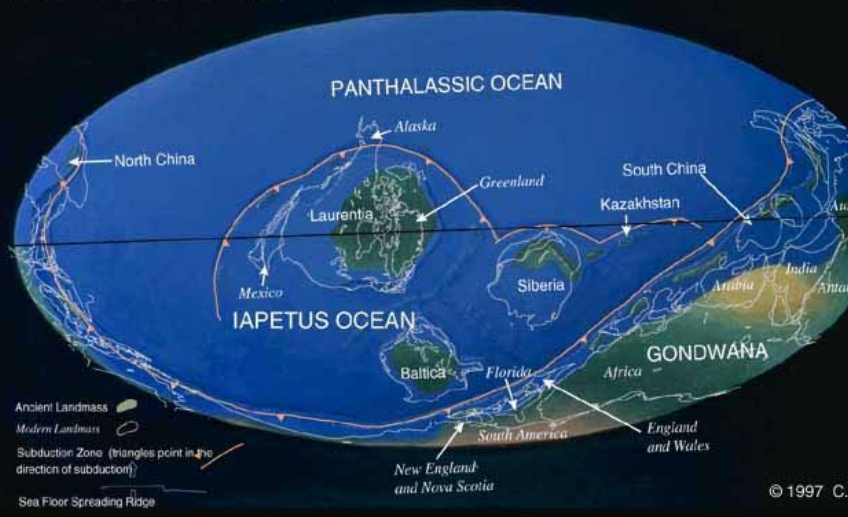 PANTHALASSIC OCEAN
Alaska
North China
South China
Greenland
Kazakhstan
Laurentia
Mexico
Siberia
India
Arabia
IAPETUS OCEAN
GONDWANA
Baltica
Florida
Africa
Ancient Landmass
Modern Landmass
South America
England
and Wales
Subduction Zone (triangles point in the
direction of subduction)
New England
and Nova Scotia
Sea Floor Spreading Ridge
© 1997 C.